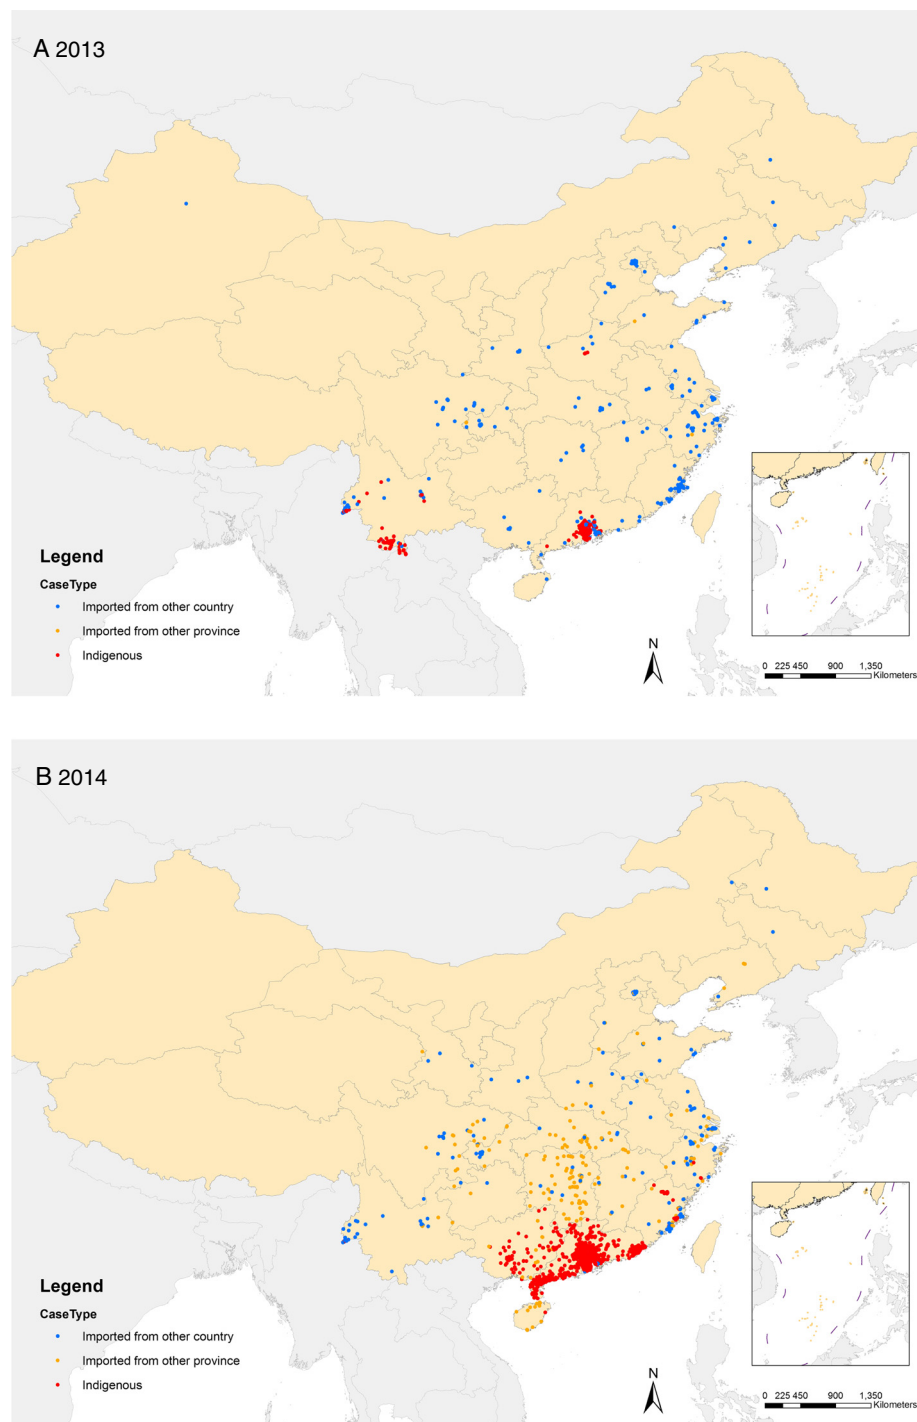 A 2013
Legend
CaseType
Imported from other country
Imported from other province
Indigenous
N
0 225 450 900 1,350
Kilometers
B 2014
Legend
CaseType
Imported from other country
Imported from other province
Indigenous
N
0 225 450 900 1,350
Kilometers